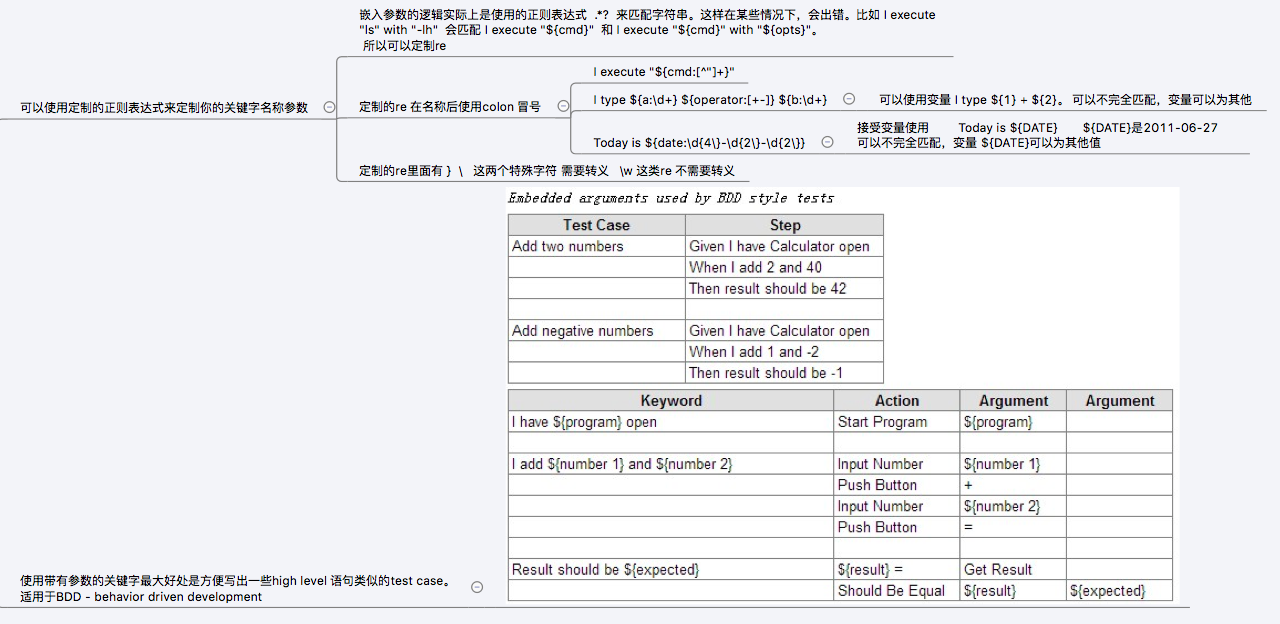 嵌入参数的逻辑实际上是使用的正则表达式 .*? 来匹配字符串。这样在某些情况下，会出错。比如 I execute
"ls" with "-lh" 会匹配 I execute "${cmd}" 和 I execute "${cmd}" with "${opts}"。
所以可以定制re
可以使用定制的正则表达式来定制你的关键字名称参数
定制的re 在名称后使用colon 冒号
I execute "${cmd:[^"]+}"
I type ${a:\d+} ${operator:[+-]} ${b:\d+}
可以使用变量 I type ${1} + ${2}。 可以不完全匹配，变量可以为其他
Today is ${date:\d{4\}-\d{2\}-\d{2\}}
接受变量使用 Today is ${DATE} ${DATE}是2011-06-27
可以不完全匹配，变量 ${DATE}可以为其他值
定制的re里面有 } \ 这两个特殊字符 需要转义 \w 这类re 不需要转义
Embedded arguments used by BDD style tests
Test Case Step
Add two numbers Given I have Calculator open
When I add 2 and 40
Then result should be 42
Add negative numbers Given I have Calculator open
When I add 1 and -2
Then result should be -1
Keyword Action Argument Argument
I have ${program} open Start Program ${program}
I add ${number 1} and ${number 2} Input Number ${number 1}
Push Button +
Input Number ${number 2}
Push Button =
Result should be ${expected} ${result} = Get Result
Should Be Equal ${result} ${expected}
使用带有参数的关键字最大好处是方便写出一些high level 语句类似的test case。
适用于BDD - behavior driven development